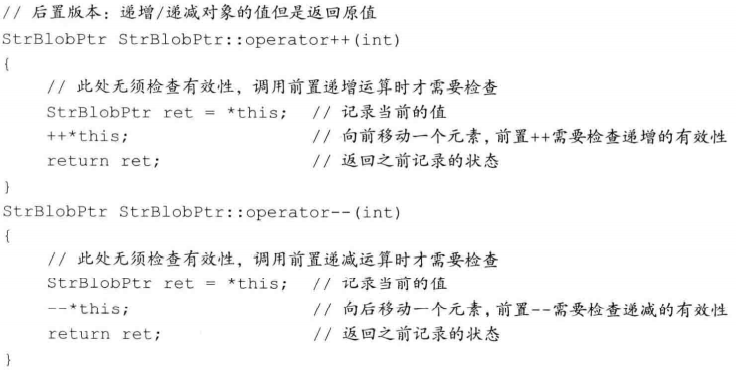 // 后置版本：递增/递减对象的值但是返回原值
StrBlobPtr StrBlobPtr::operator++(int)
{
    // 此处无须检查有效性，调用前置递增运算时才需要检查
    StrBlobPtr ret = *this;  // 记录当前的值
    ++*this;                 // 向前移动一个元素，前置++需要检查递增的有效性
    return ret;              // 返回之前记录的状态
}
StrBlobPtr StrBlobPtr::operator--(int)
{
    // 此处无须检查有效性，调用前置递减运算时才需要检查
    StrBlobPtr ret = *this;  // 记录当前的值
    --*this;                 // 向后移动一个元素，前置--需要检查递减的有效性
    return ret;              // 返回之前记录的状态
}